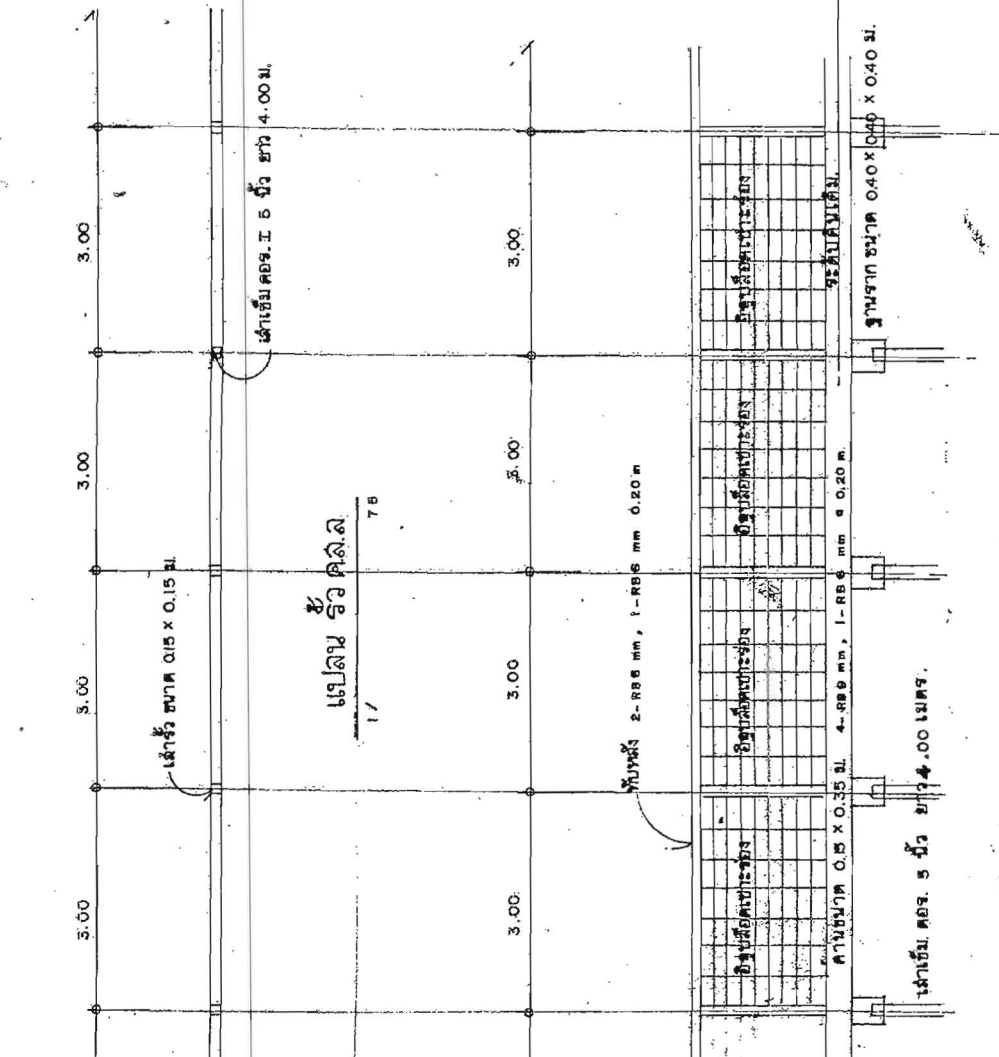 3.00
3.00
3.00
3.00
เสารั้ว ขนาด 0.15 X 0.15 ม.
เสาเข็ม คอร. I 5 นิ้ว ยาว 4.00 ม.
แปลน รั้ว ค.ส.ล
1/ 75
3.00
3.00
3.00
3.00
ทับหลัง 2-RB6 mm, 1-RB6 mm 0.20 m
อิฐบล็อคเซาะร่อง
อิฐบล็อคเซาะร่อง
อิฐบล็อคเซาะร่อง
อิฐบล็อคเซาะร่อง
คานขนาด 0.15 X 0.35 ม. 4-RB9 mm, 1-RB6 mm @ 0.20 m
ระดับดินเดิม
ฐานราก ขนาด 0.40 X 0.40 X 0.40 ม.
เสาเข็ม คอร. 5 นิ้ว ยาว 4.00 เมตร.